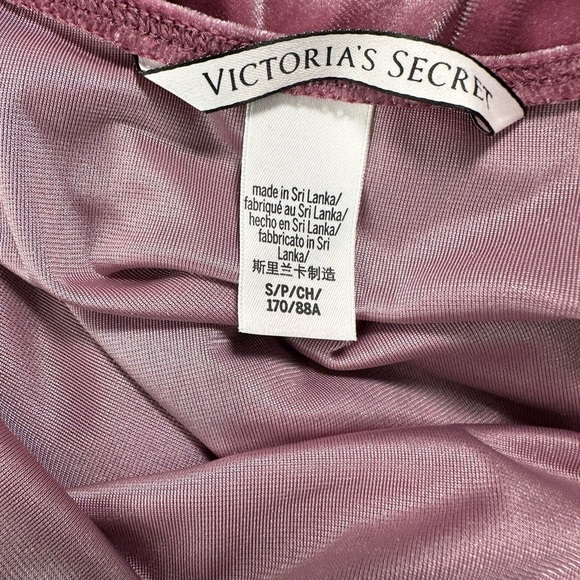 VICTORIA'S SECRET
made in Sri Lanka/
fabriqué au Sri Lanka/
hecho en Sri Lanka/
fabbricato in Sri
Lanka/
斯里兰卡制造
S/P/CH/
170/88A